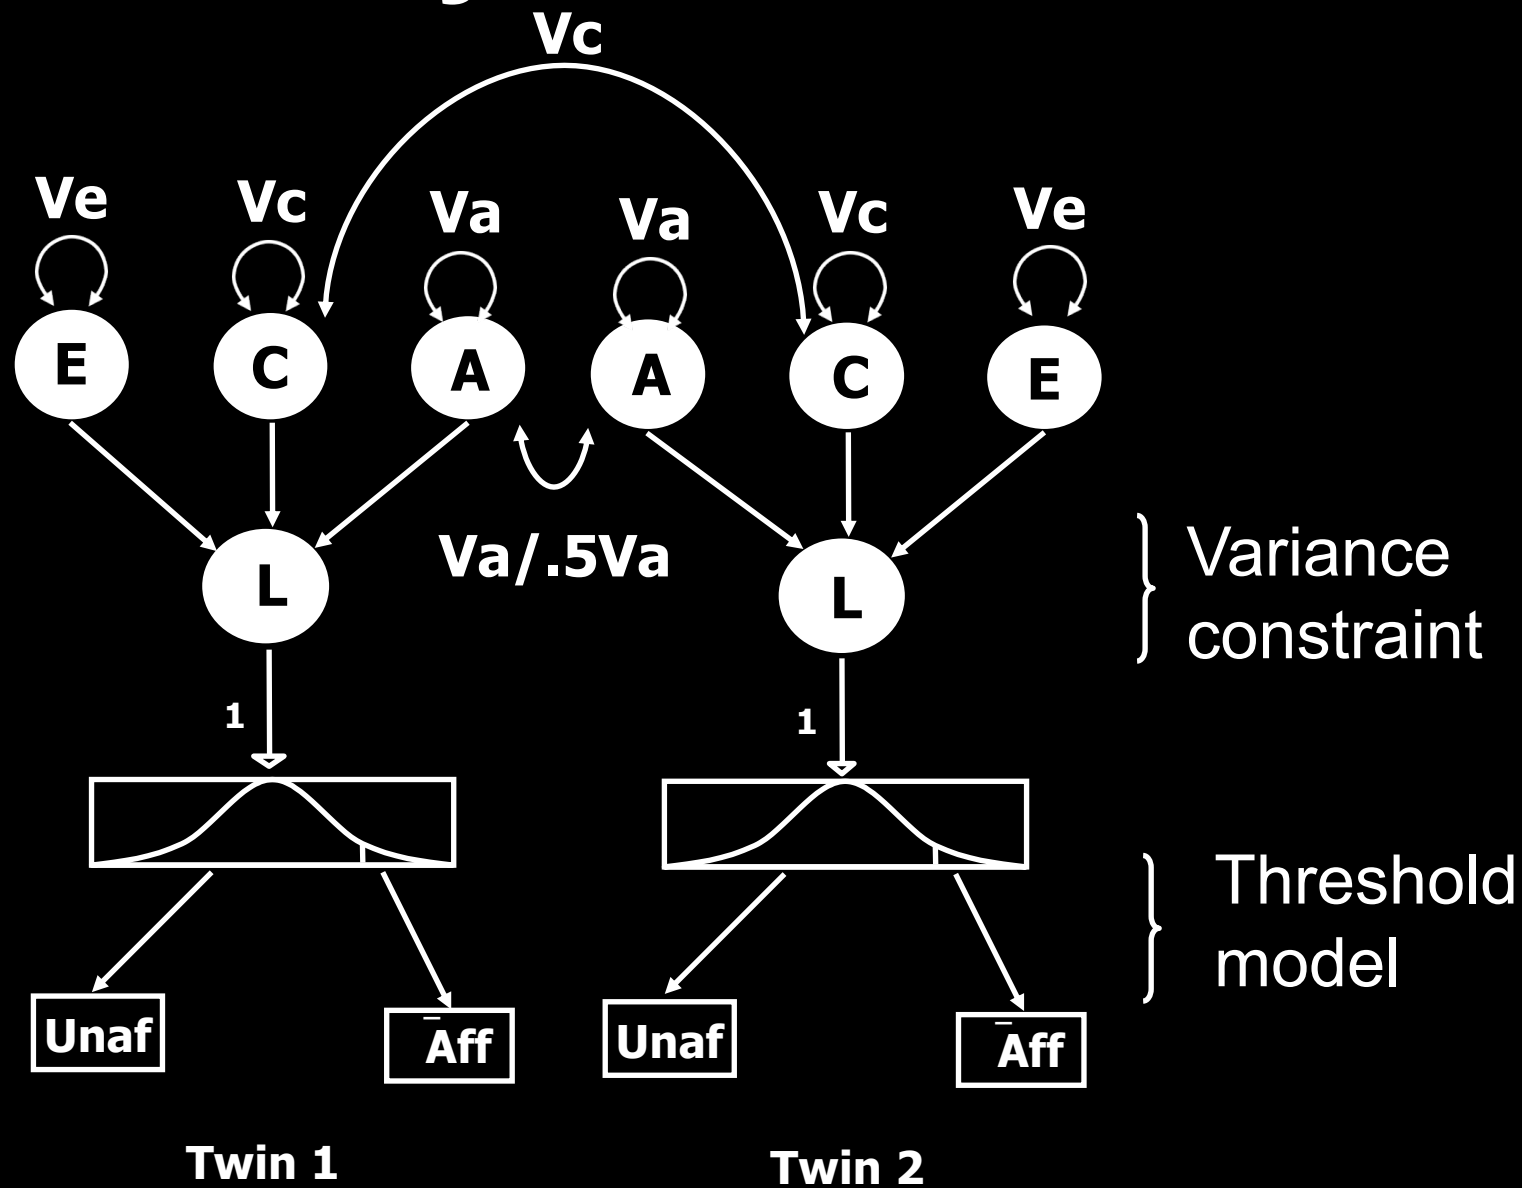 Vc
Ve Vc Va Va Vc Ve
E C A A C E
Va/.5Va
L L
Variance
constraint
1 1
Threshold
model
Unaf Aff Unaf Aff
Twin 1 Twin 2